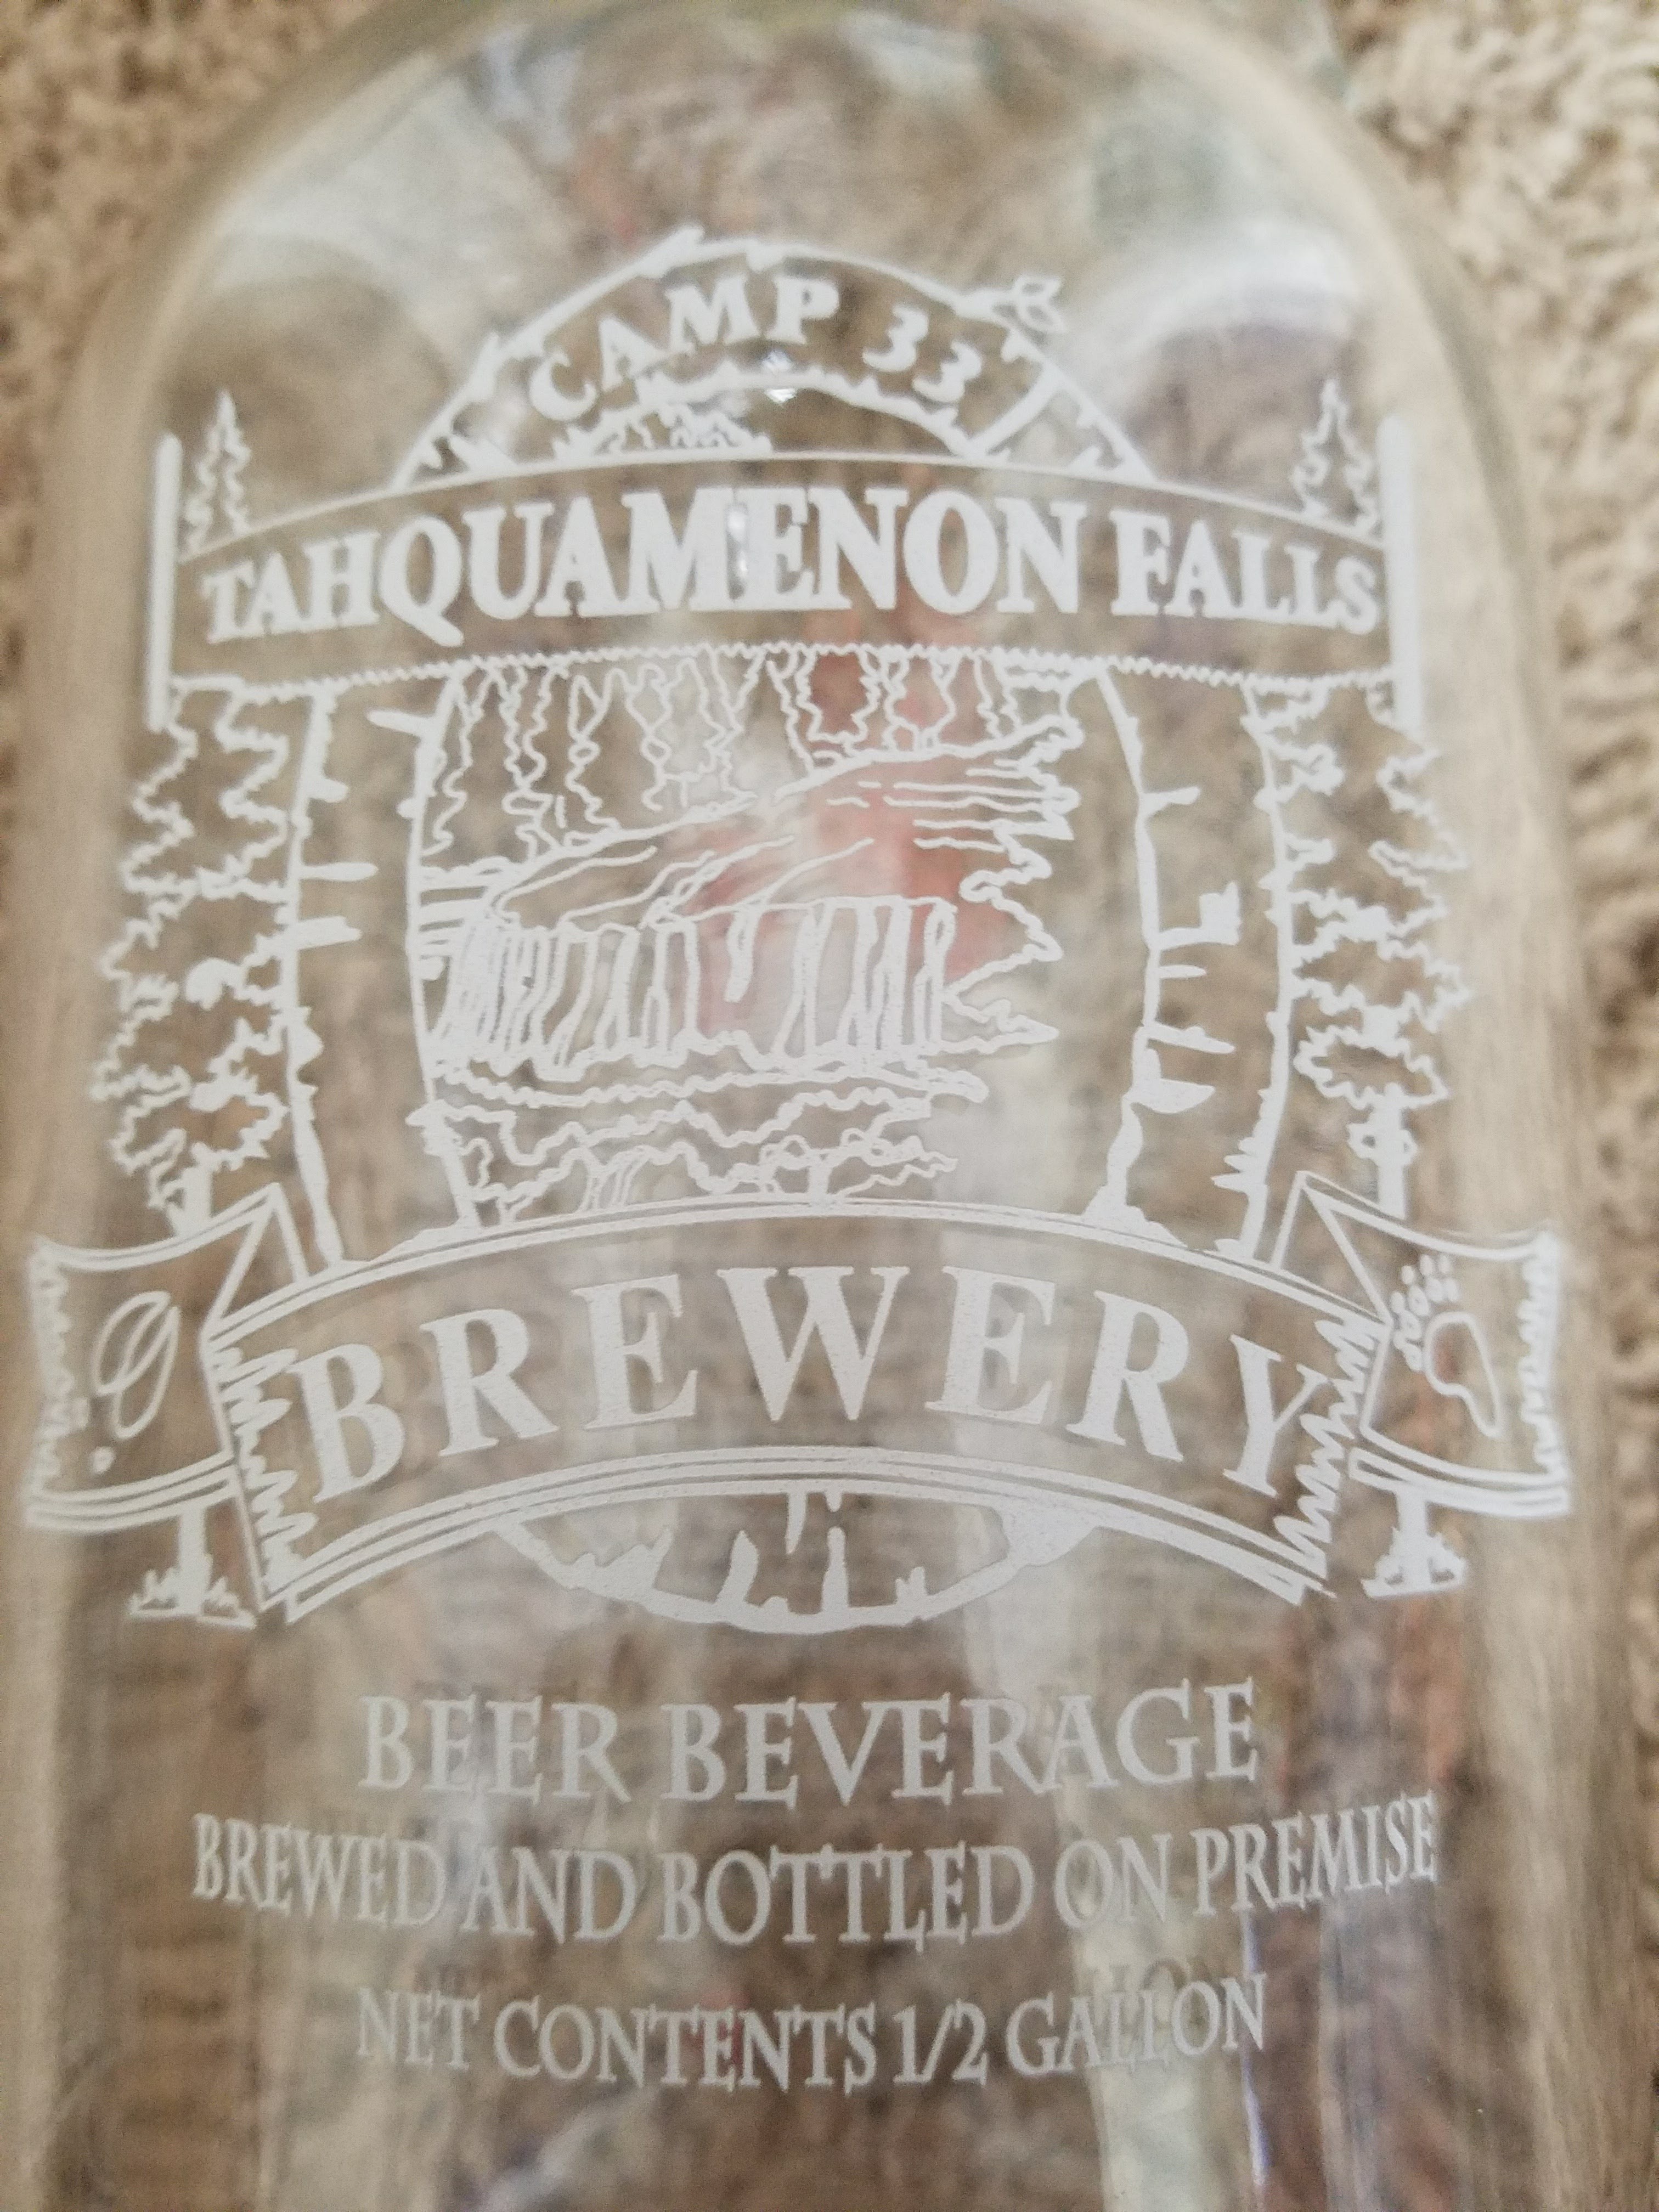 CAMP 33
TAHQUAMENON FALLS
BREWERY
BEER BEVERAGE
BREWED AND BOTTLED ON PREMISE
NET CONTENTS 1/2 GALLON